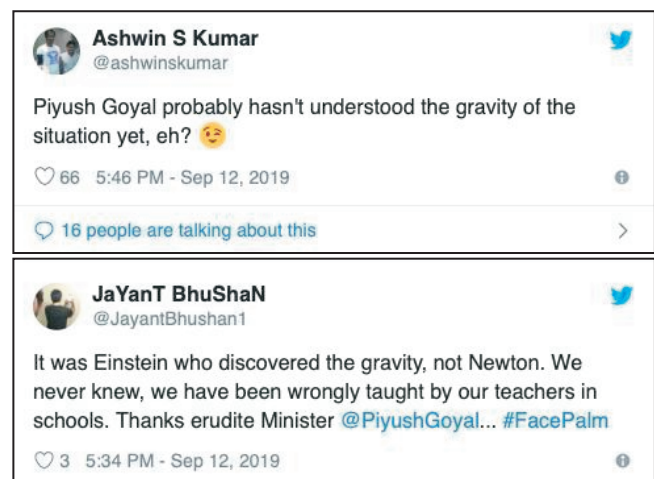 Ashwin S Kumar
@ashwinskumar
Piyush Goyal probably hasn't understood the gravity of the
situation yet, eh? 😉
66 5:46 PM - Sep 12, 2019
16 people are talking about this
JaYanT BhuShaN
@JayantBhushan1
It was Einstein who discovered the gravity, not Newton. We
never knew, we have been wrongly taught by our teachers in
schools. Thanks erudite Minister @PiyushGoyal... #FacePalm
3 5:34 PM - Sep 12, 2019